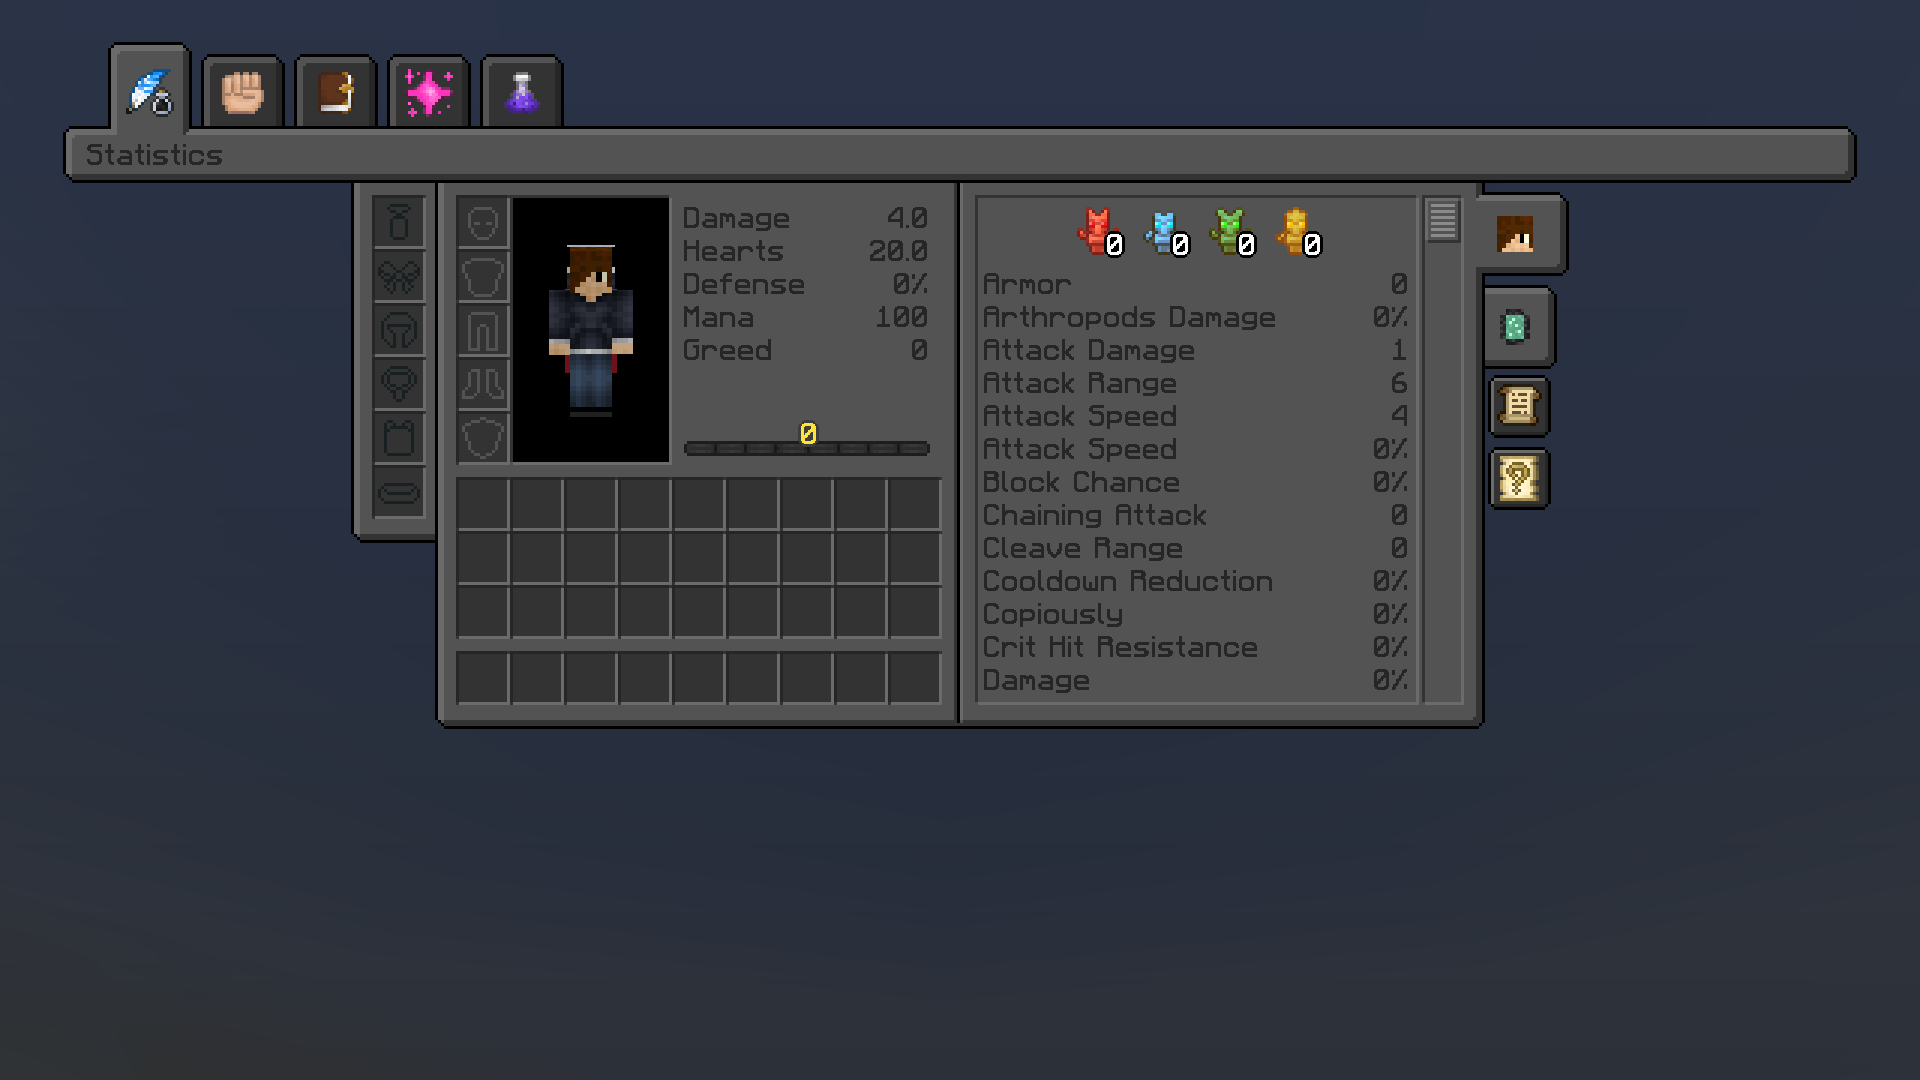 Statistics
Damage 4.0
Hearts 20.0
Defense 0%
Mana 100
Greed 0
0
0 0 0 0
Armor 0
Arthropods Damage 0%
Attack Damage 1
Attack Range 6
Attack Speed 4
Attack Speed 0%
Block Chance 0%
Chaining Attack 0
Cleave Range 0
Cooldown Reduction 0%
Copiously 0%
Crit Hit Resistance 0%
Damage 0%
?